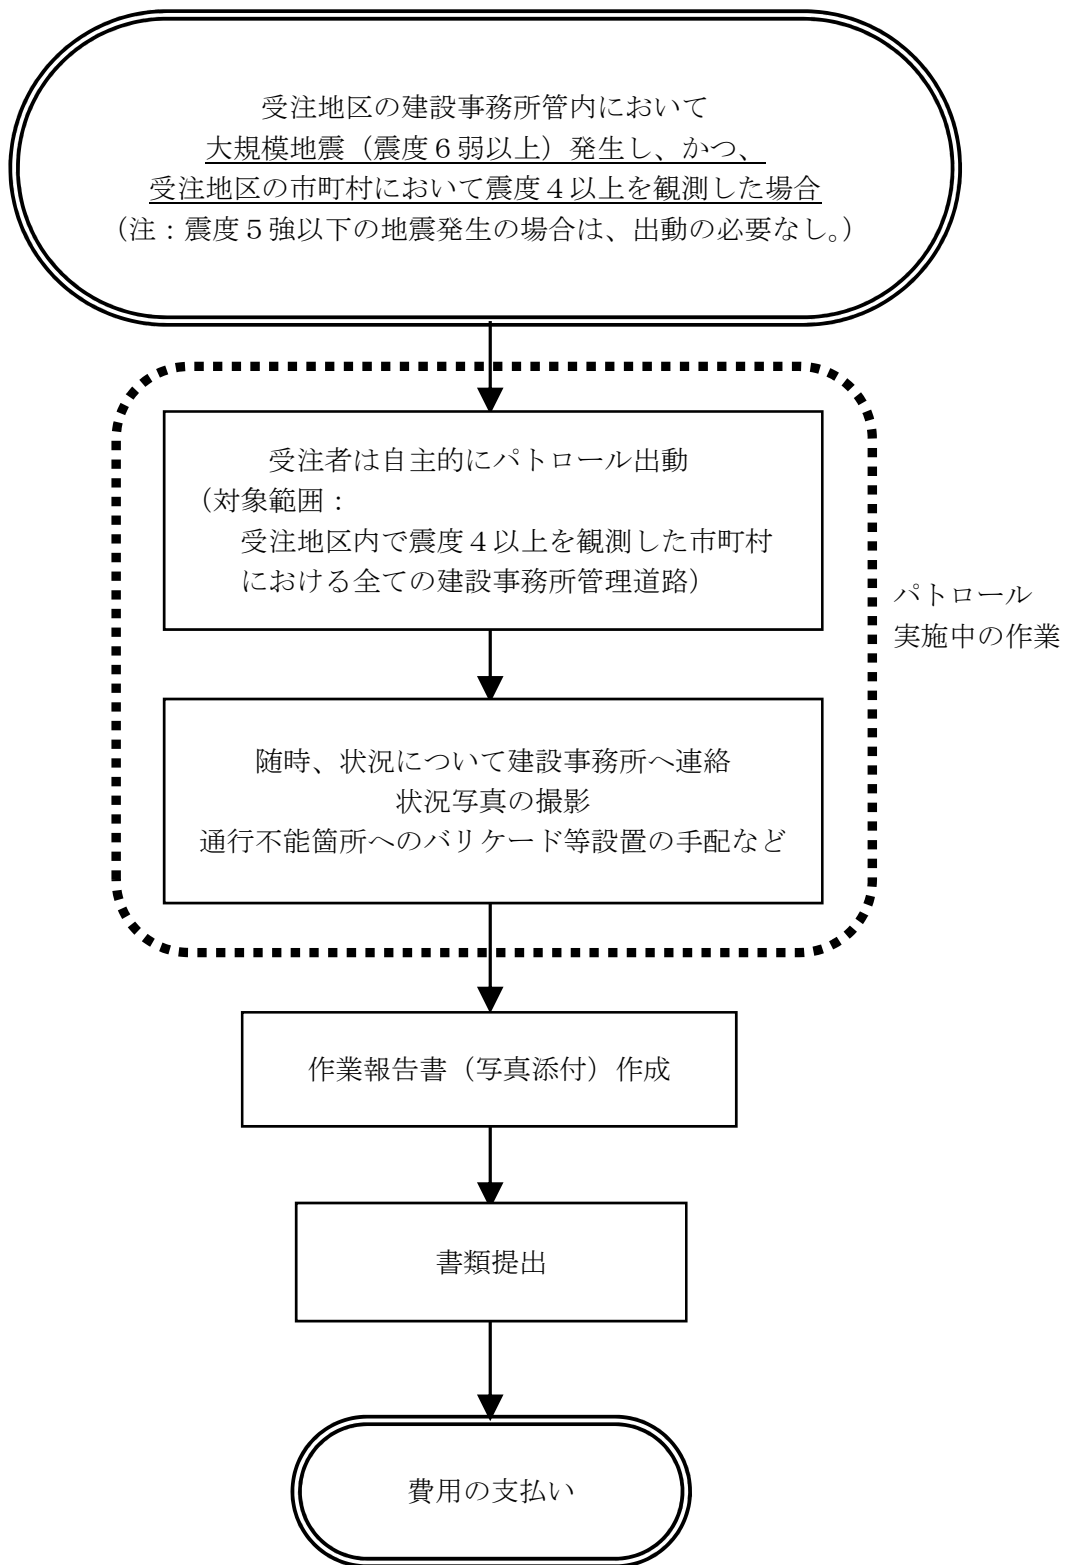 受注地区の建設事務所管内において
大規模地震（震度６弱以上）発生し、かつ、
受注地区の市町村において震度４以上を観測した場合
（注：震度５強以下の地震発生の場合は、出動の必要なし。）
受注者は自主的にパトロール出動
（対象範囲：
受注地区内で震度４以上を観測した市町村
における全ての建設事務所管理道路）
パトロール
実施中の作業
随時、状況について建設事務所へ連絡
状況写真の撮影
通行不能箇所へのバリケード等設置の手配など
作業報告書（写真添付）作成
書類提出
費用の支払い